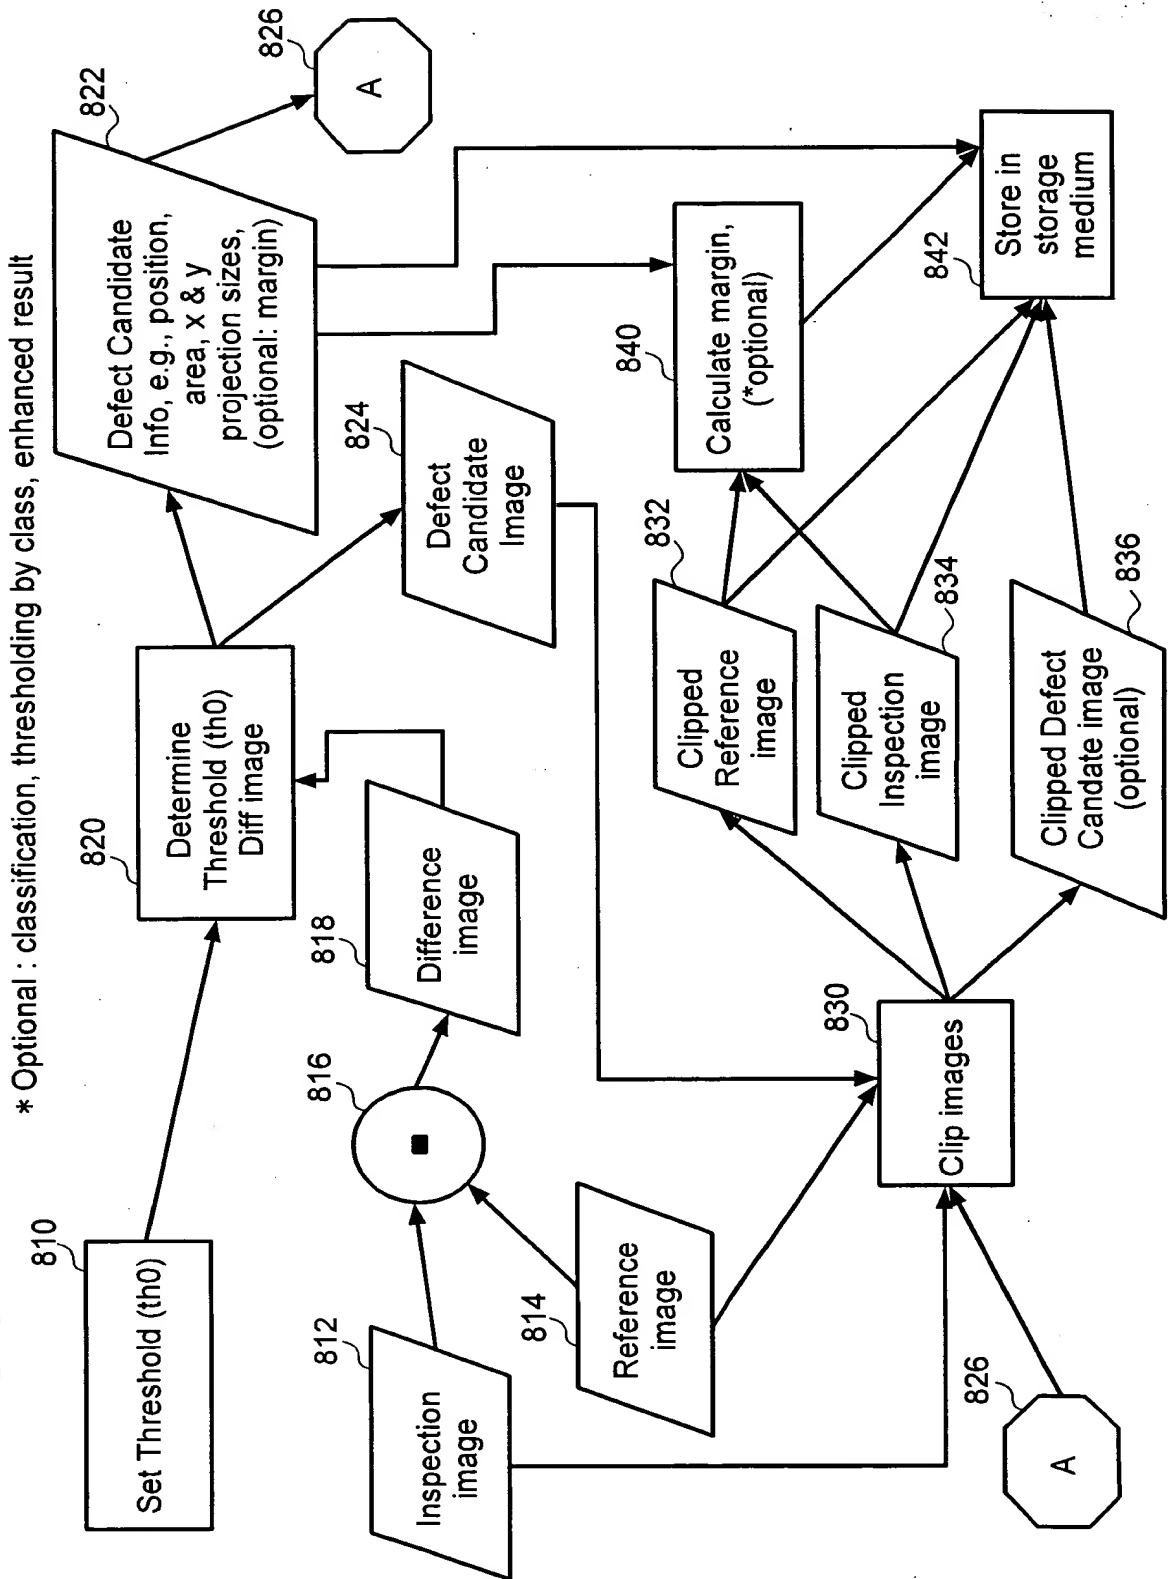 * Optional : classification, thresholding by class, enhanced result
810
Set Threshold (th0)
820
Determine
Threshold (th0)
Diff image
822
Defect Candidate
Info, e.g., position,
area, x & y
projection sizes,
(optional: margin)
826
A
812
Inspection
image
814
Reference
image
816
818
Difference
image
824
Defect
Candidate
Image
826
A
830
Clip images
832
Clipped
Reference
image
834
Clipped
Inspection
image
836
Clipped Defect
Candate image
(optional)
840
Calculate margin,
(*optional)
842
Store in
storage
medium